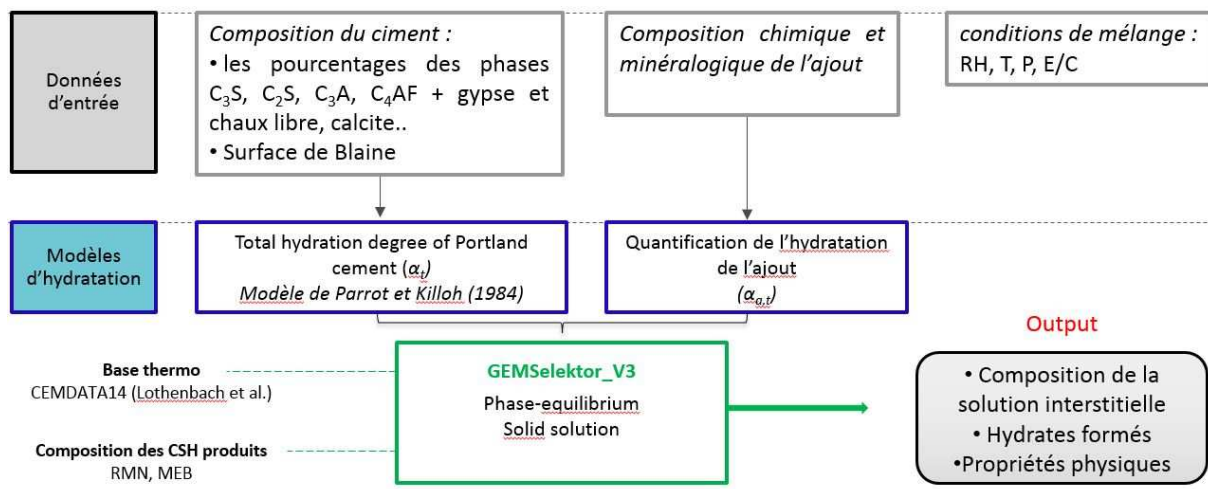 Données
d'entrée
Composition du ciment :
• les pourcentages des phases
C₃S, C₂S, C₃A, C₄AF + gypse et
chaux libre, calcite..
• Surface de Blaine
Composition chimique et
minéralogique de l'ajout
conditions de mélange :
RH, T, P, E/C
Modèles
d'hydratation
Total hydration degree of Portland
cement (αₜ)
Modèle de Parrot et Killoh (1984)
Quantification de l'hydratation
de l'ajout
(αₐ,ₜ)
Base thermo
CEMDATA14 (Lothenbach et al.)
Composition des CSH produits
RMN, MEB
GEMSelektor_V3
Phase-equilibrium
Solid solution
Output
• Composition de la
solution interstitielle
• Hydrates formés
•Propriétés physiques